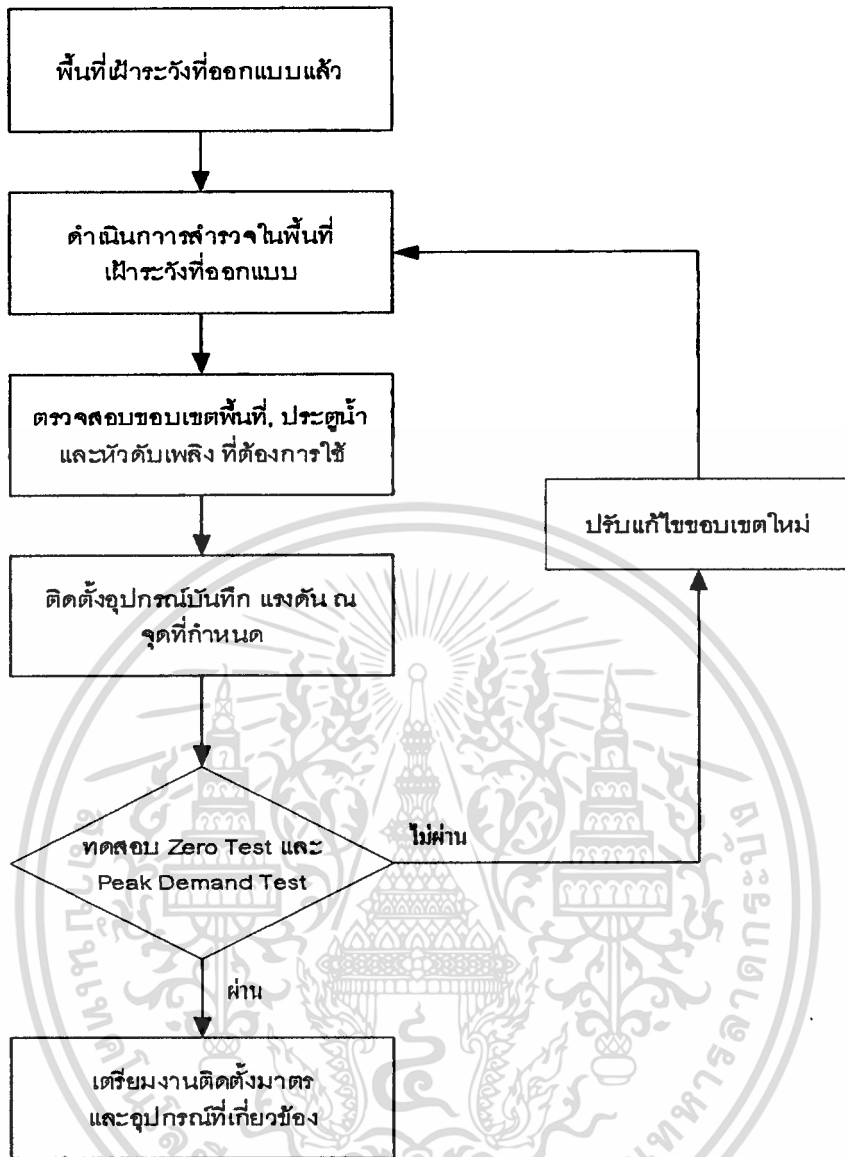 พื้นที่เฝ้าระวังที่ออกแบบแล้ว
ดำเนินกาารสำรวจในพื้นที่
เฝ้าระวังที่ออกแบบ
ตรวจสอบขอบเขตพื้นที่, ประตูน้ำ
และหัวดับเพลิง ที่ต้องการใช้
ปรับแก้ไขขอบเขตใหม่
ติดตั้งอุปกรณ์บันทึก แรงดัน ณ
จุดที่กำหนด
ทดสอบ Zero Test และ
Peak Demand Test
ไม่ผ่าน
ผ่าน
เตรียมงานติดตั้งมาตร
และอุปกรณ์ที่เกี่ยวข้อง